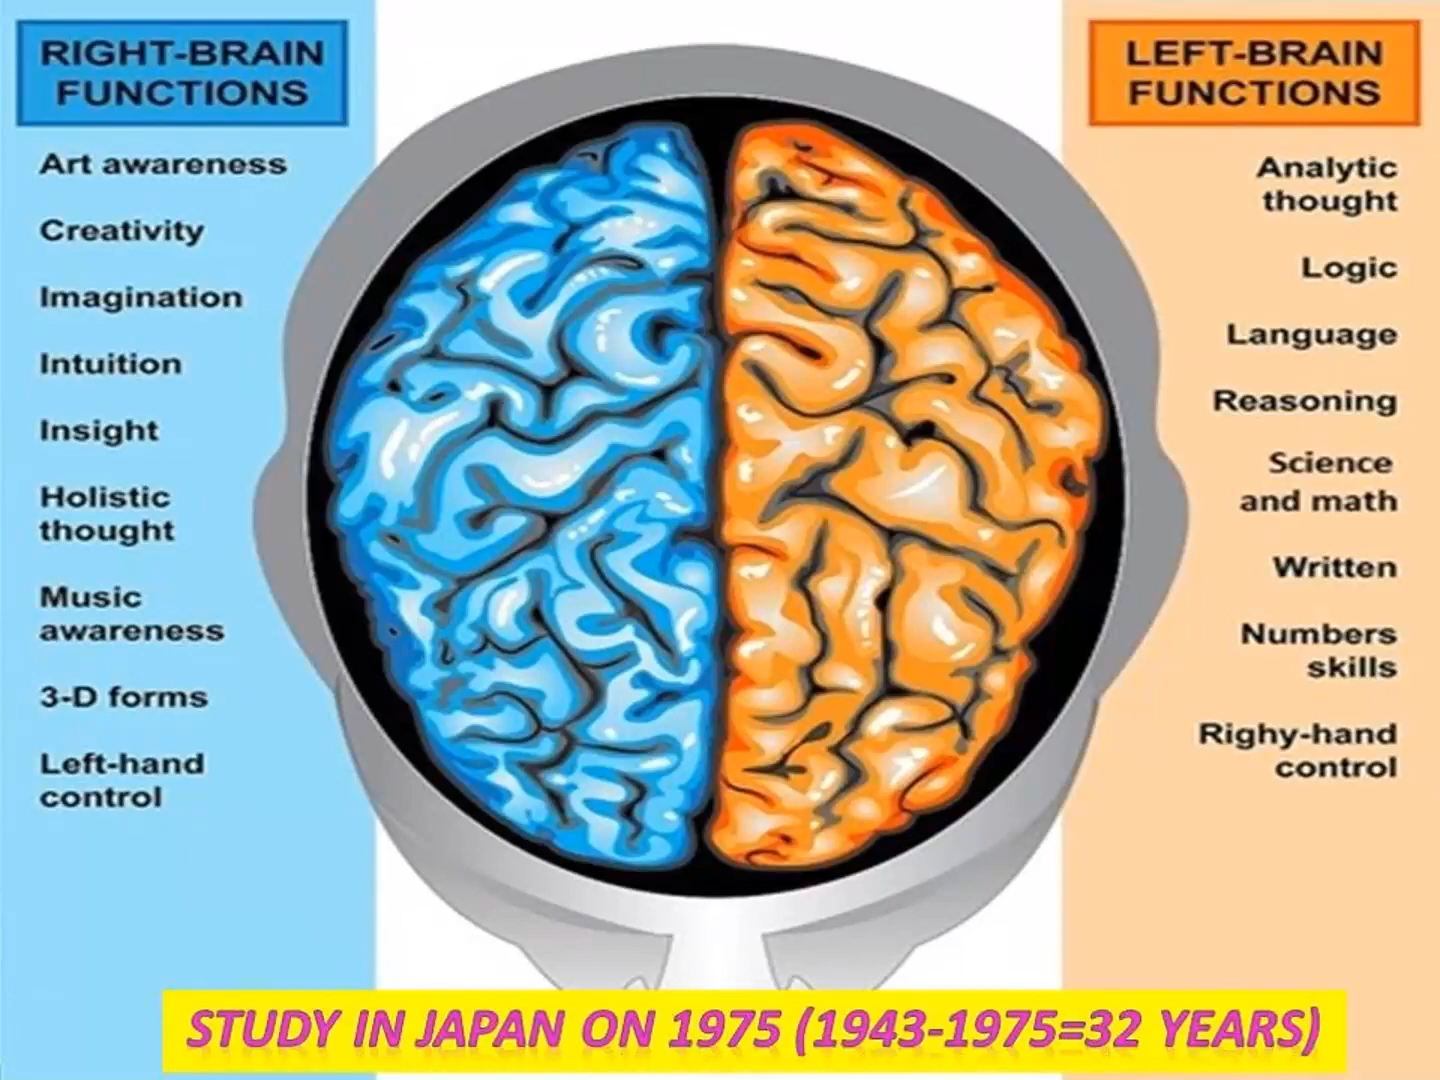 RIGHT-BRAIN
FUNCTIONS
Art awareness
Creativity
Imagination
Intuition
Insight
Holistic
thought
Music
awareness
3-D forms
Left-hand
control
LEFT-BRAIN
FUNCTIONS
Analytic
thought
Logic
Language
Reasoning
Science
and math
Written
Numbers
skills
Righy-hand
control
STUDY IN JAPAN ON 1975 (1943-1975=32 YEARS)